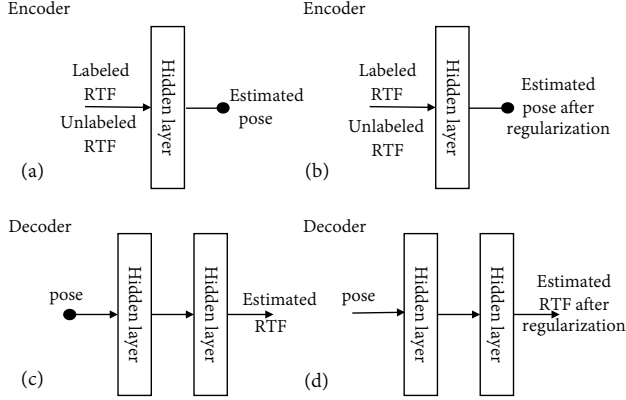 Encoder
Labeled
RTF
Unlabeled
RTF
Hidden layer
Estimated
pose
(a)
Encoder
Labeled
RTF
Unlabeled
RTF
Hidden layer
Estimated
pose after
regularization
(b)
Decoder
pose
Hidden layer
Hidden layer
Estimated
RTF
(c)
Decoder
pose
Hidden layer
Hidden layer
Estimated
RTF after
regularization
(d)